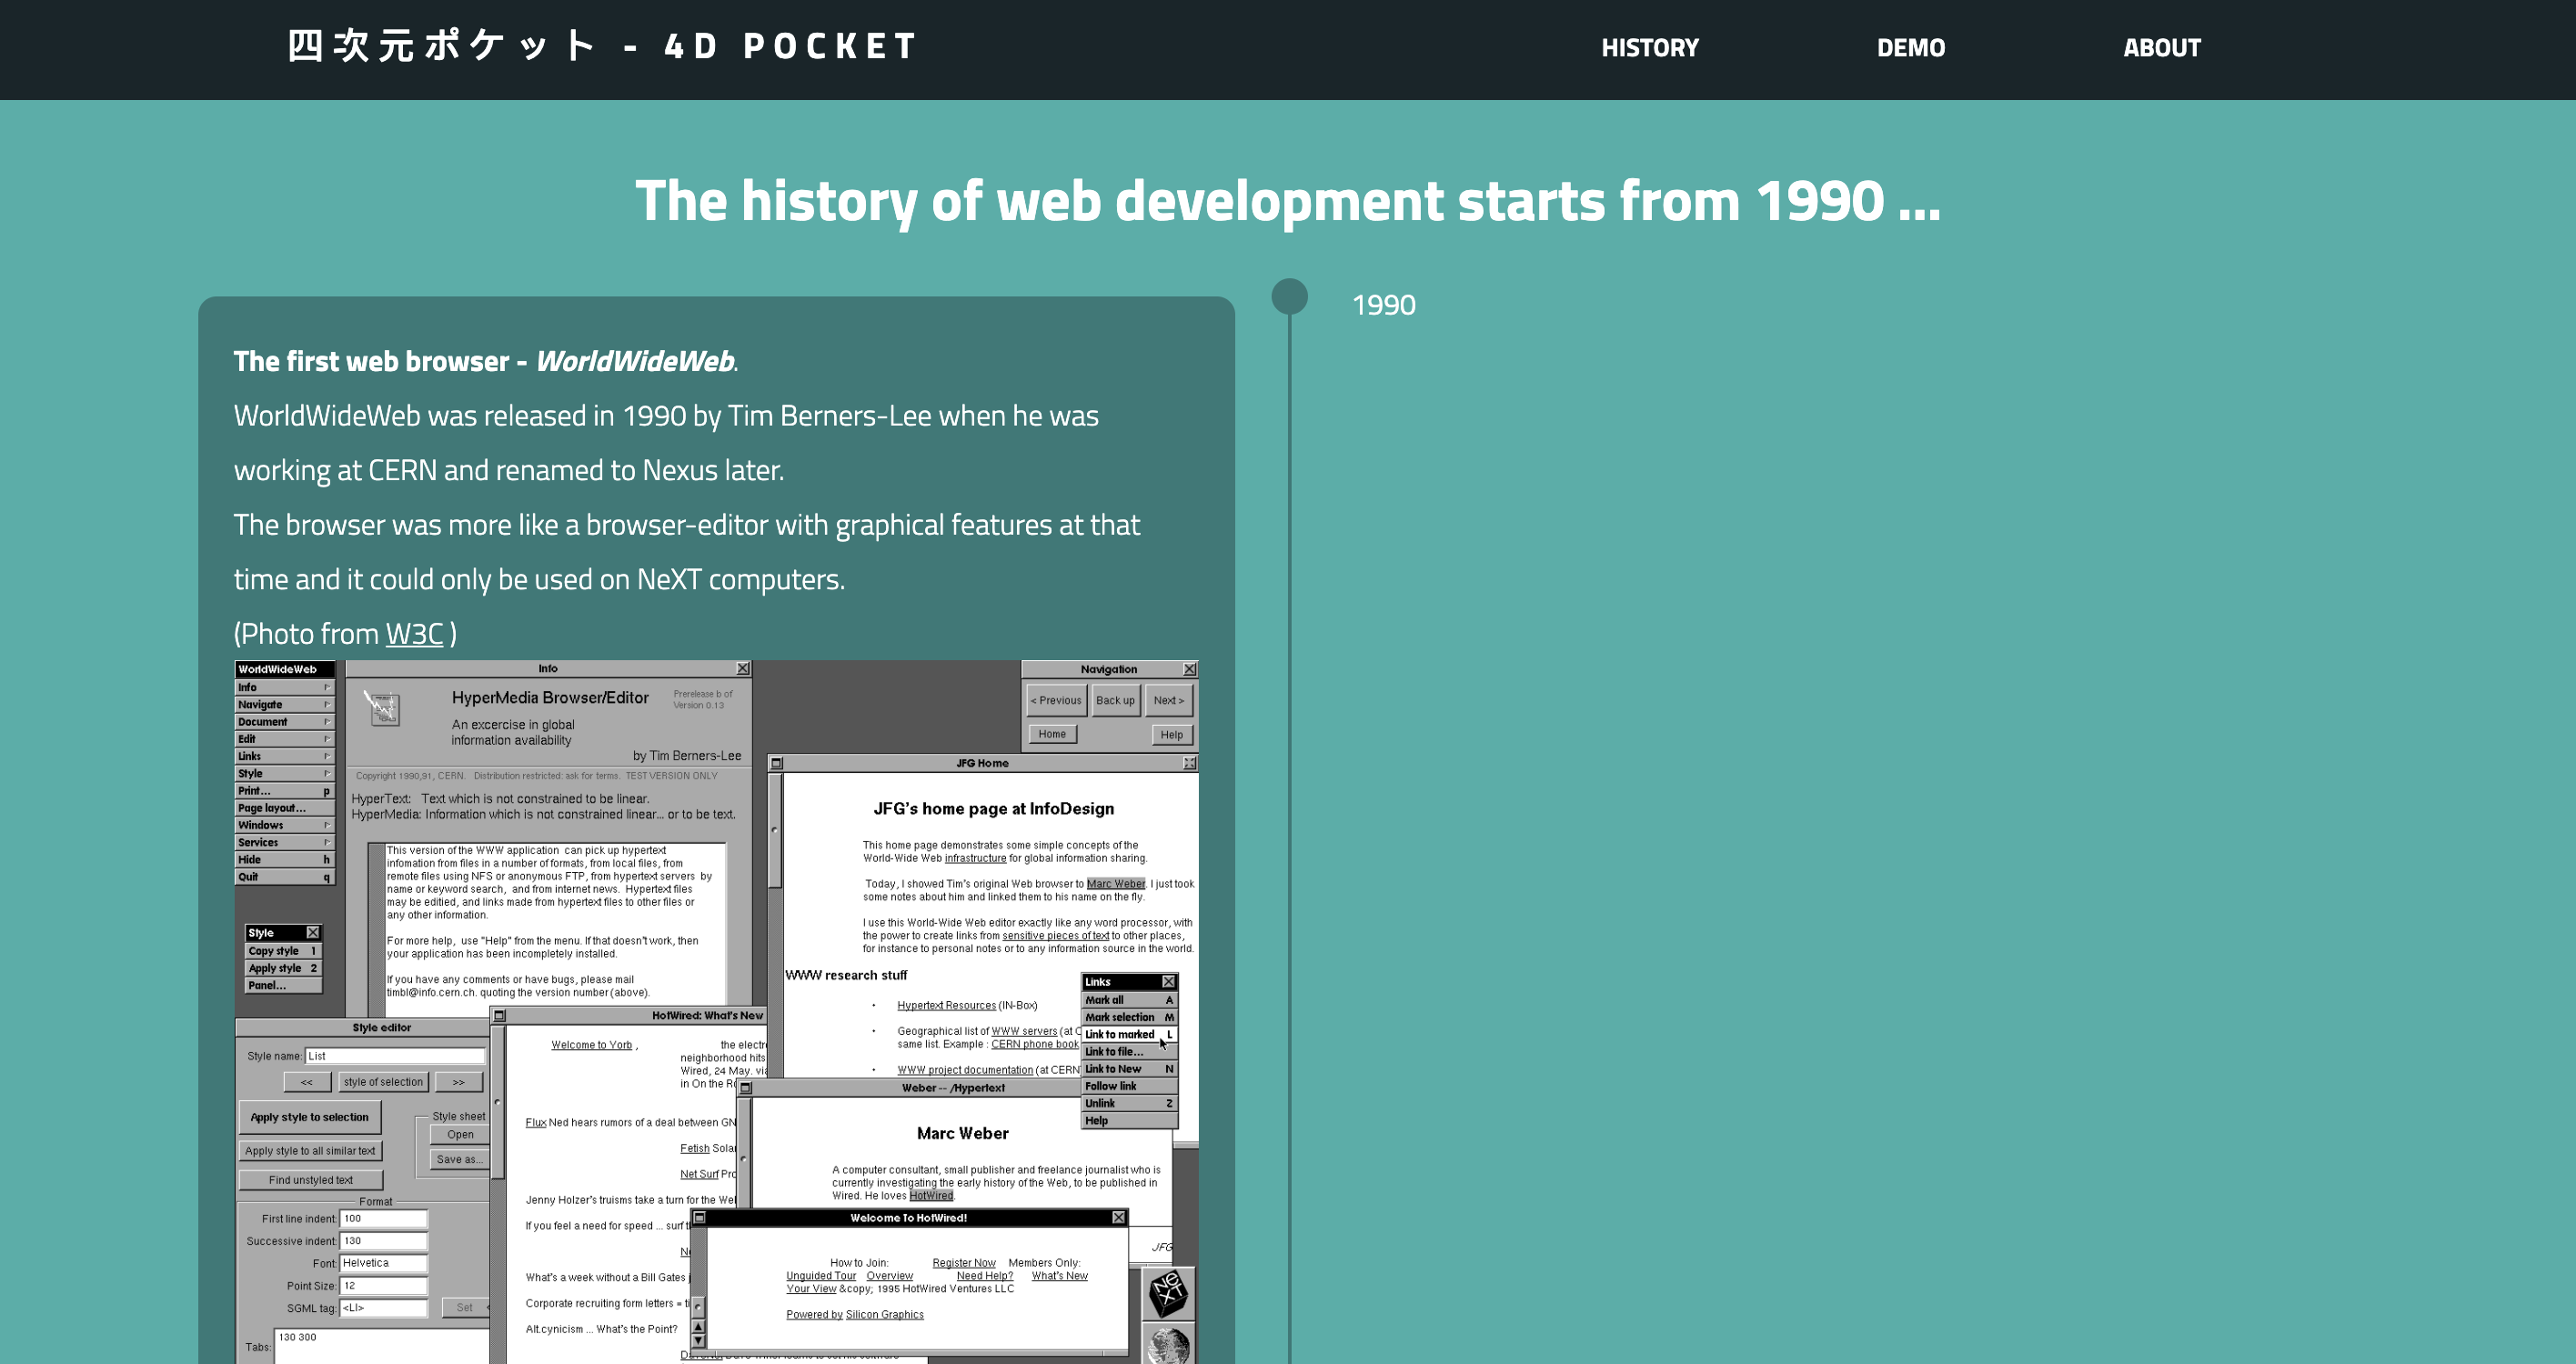 四次元ポケット - 4D POCKET
HISTORY
DEMO
ABOUT
The history of web development starts from 1990 ...
1990
The first web browser - WorldWideWeb.
WorldWideWeb was released in 1990 by Tim Berners-Lee when he was
working at CERN and renamed to Nexus later.
The browser was more like a browser-editor with graphical features at that
time and it could only be used on NeXT computers.
(Photo from W3C )
WorldWideWeb
Info
Navigate
Document
Edit
Links
Style
Print... p
Page layout...
Windows
Services
Hide h
Quit q
Info
HyperMedia Browser/Editor
Prerelease b of
Version 0.13
An excercise in global
information availability
by Tim Berners-Lee
Copyright 1990,91, CERN. Distribution restricted: ask for terms. TEST VERSION ONLY
HyperText: Text which is not constrained to be linear.
HyperMedia: Information which is not constrained linear... or to be text.
This version of the WWW application can pick up hypertext
infomation from files in a number of formats, from local files, from
remote files using NFS or anonymous FTP, from hypertext servers by
name or keyword search, and from internet news. Hypertext files
may be editied, and links made from hypertext files to other files or
any other information.
For more help, use "Help" from the menu. If that doesn't work, then
your application has been incompletely installed.
If you have any comments or have bugs, please mail
timbl@info.cern.ch. quoting the version number (above).
Navigation
< Previous
Back up
Next >
Home
Help
JFG Home
JFG's home page at InfoDesign
This home page demonstrates some simple concepts of the
World-Wide Web infrastructure for global information sharing.
Today, I showed Tim's original Web browser to Marc Weber. I just took
some notes about him and linked them to his name on the fly.
I use this World-Wide Web editor exactly like any word processor, with
the power to create links from sensitive pieces of text to other places,
for instance to personal notes or to any information source in the world.
WWW research stuff
• Hypertext Resources (IN-Box)
• Geographical list of WWW servers (at C
same list. Example : CERN phone book
• WWW project documentation (at CERN
Links
Mark all A
Mark selection M
Link to marked L
Link to file...
Link to New N
Follow link
Unlink Z
Help
Style
Copy style 1
Apply style 2
Panel...
Style editor
Style name: List
<<
style of selection
>>
Apply style to selection
Style sheet
Open
Apply style to all similar text
Save as...
Find unstyled text
Format
First line indent: 100
Successive indent: 130
Font: Helvetica
Point Size: 12
SGML tag: <LI>
Set
Tabs: 130 300
HotWired: What's New
Welcome to Yorb ,
the electro
neighborhood hits
Wired, 24 May. via
in On the Ro
Flux Ned hears rumors of a deal between GN
Fetish Solar
Net Surf Pro
Jenny Holzer's truisms take a turn for the Wel
If you feel a need for speed ... surf t
Ne
What's a week without a Bill Gates j
Corporate recruiting form letters = ti
Alt.cynicism ... What's the Point?
Weber -- /Hypertext
Marc Weber
A computer consultant, small publisher and freelance journalist who is
currently investigating the early history of the Web, to be published in
Wired. He loves HotWired.
JFG
Welcome To HotWired!
How to Join: Register Now Members Only:
Unguided Tour Overview Need Help? What's New
Your View &copy; 1995 HotWired Ventures LLC
Powered by Silicon Graphics
NeXT